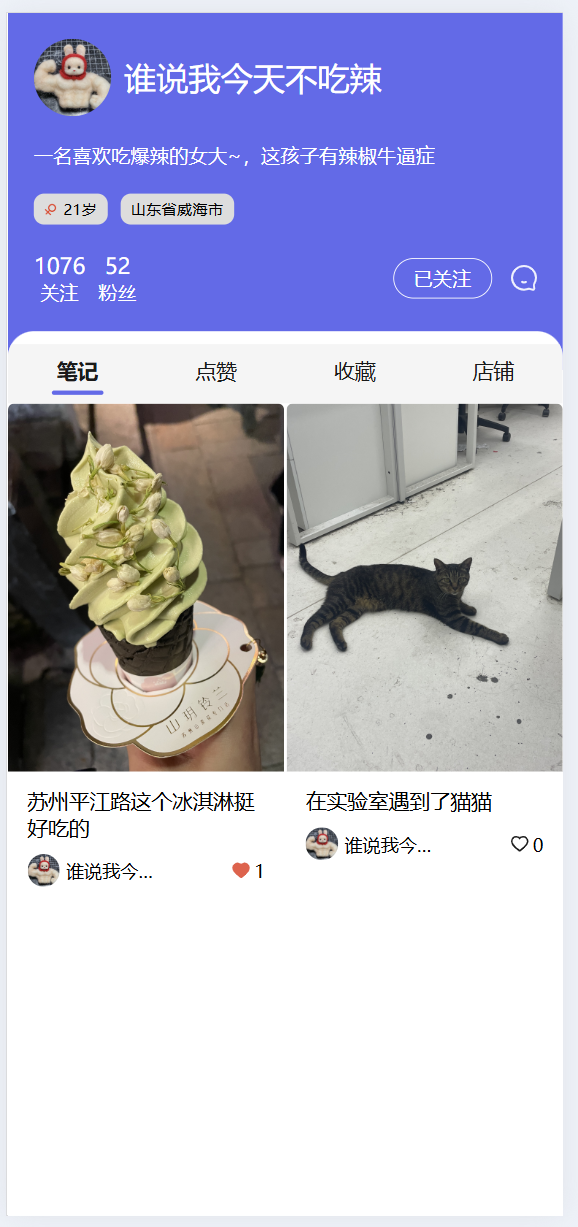 谁说我今天不吃辣
一名喜欢吃爆辣的女大~，这孩子有辣椒牛逼症
21岁 山东省威海市
1076 52
关注 粉丝
已关注
笔记 点赞 收藏 店铺
山玥铃兰
苏州平江路这个冰淇淋挺
好吃的
谁说我今... 1
在实验室遇到了猫猫
谁说我今... 0